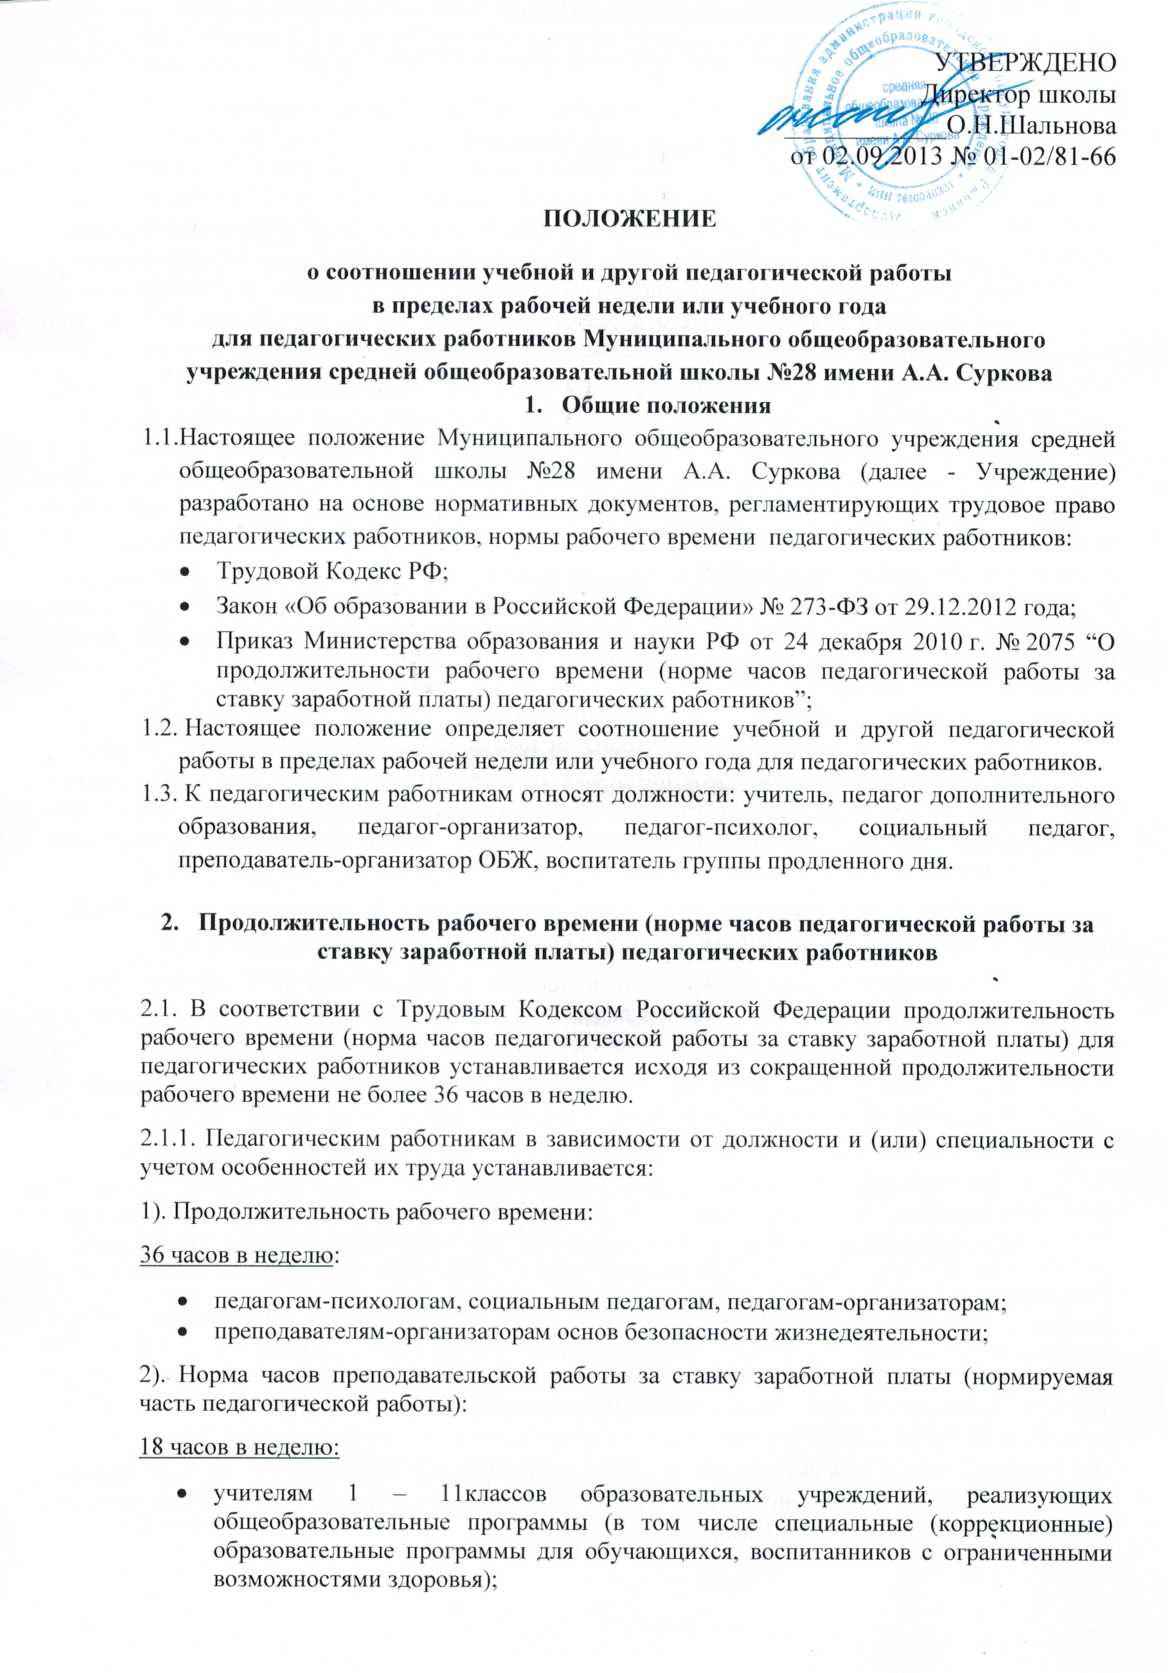 УТВЕРЖДЕНО
Директор школы
О.Н.Шальнова
от 02.09.2013 № 01-02/81-66
средняя
школа № 28
имени А.А. Суркова
ПОЛОЖЕНИЕ
о соотношении учебной и другой педагогической работы
в пределах рабочей недели или учебного года
для педагогических работников Муниципального общеобразовательного
учреждения средней общеобразовательной школы №28 имени А.А. Суркова
1. Общие положения
1.1.Настоящее положение Муниципального общеобразовательного учреждения средней
общеобразовательной школы №28 имени А.А. Суркова (далее - Учреждение)
разработано на основе нормативных документов, регламентирующих трудовое право
педагогических работников, нормы рабочего времени педагогических работников:
• Трудовой Кодекс РФ;
• Закон «Об образовании в Российской Федерации» № 273-ФЗ от 29.12.2012 года;
• Приказ Министерства образования и науки РФ от 24 декабря 2010 г. № 2075 “О
продолжительности рабочего времени (норме часов педагогической работы за
ставку заработной платы) педагогических работников”;
1.2. Настоящее положение определяет соотношение учебной и другой педагогической
работы в пределах рабочей недели или учебного года для педагогических работников.
1.3. К педагогическим работникам относят должности: учитель, педагог дополнительного
образования, педагог-организатор, педагог-психолог, социальный педагог,
преподаватель-организатор ОБЖ, воспитатель группы продленного дня.
2. Продолжительность рабочего времени (норме часов педагогической работы за
ставку заработной платы) педагогических работников
2.1. В соответствии с Трудовым Кодексом Российской Федерации продолжительность
рабочего времени (норма часов педагогической работы за ставку заработной платы) для
педагогических работников устанавливается исходя из сокращенной продолжительности
рабочего времени не более 36 часов в неделю.
2.1.1. Педагогическим работникам в зависимости от должности и (или) специальности с
учетом особенностей их труда устанавливается:
1). Продолжительность рабочего времени:
36 часов в неделю:
• педагогам-психологам, социальным педагогам, педагогам-организаторам;
• преподавателям-организаторам основ безопасности жизнедеятельности;
2). Норма часов преподавательской работы за ставку заработной платы (нормируемая
часть педагогической работы):
18 часов в неделю:
• учителям 1 – 11классов образовательных учреждений, реализующих
общеобразовательные программы (в том числе специальные (коррекционные)
образовательные программы для обучающихся, воспитанников с ограниченными
возможностями здоровья);